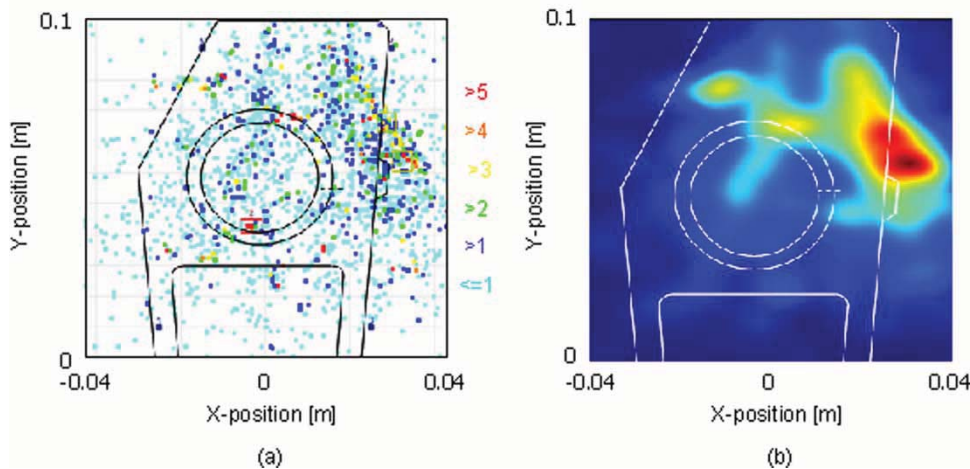 0.1
Y-position [m]
0
-0.04
0
0.04
X-position [m]
(a)
>5
>4
>3
>2
>1
<=1
0.1
Y-position [m]
0
-0.04
0
0.04
X-position [m]
(b)